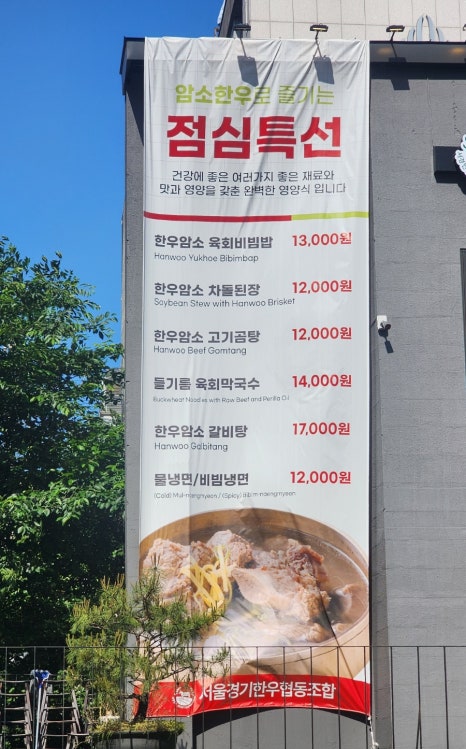 암소한우로 즐기는
점심특선
건강에 좋은 여러가지 좋은 재료와
맛과 영양을 갖춘 완벽한 영양식 입니다
한우암소 육회비빔밥 13,000원
Hanwoo Yukhoe Bibimbap
한우암소 차돌된장 12,000원
Soybean Stew with Hanwoo Brisket
한우암소 고기곰탕 12,000원
Hanwoo Beef Gomtang
들기름 육회막국수 14,000원
Buckwheat Noodles with Raw Beef and Perilla Oil
한우암소 갈비탕 17,000원
Hanwoo Galbitang
물냉면/비빔냉면 12,000원
(Cold) Mul-naengmyeon / (Spicy) Bibim-naengmyeon
서울경기한우협동조합